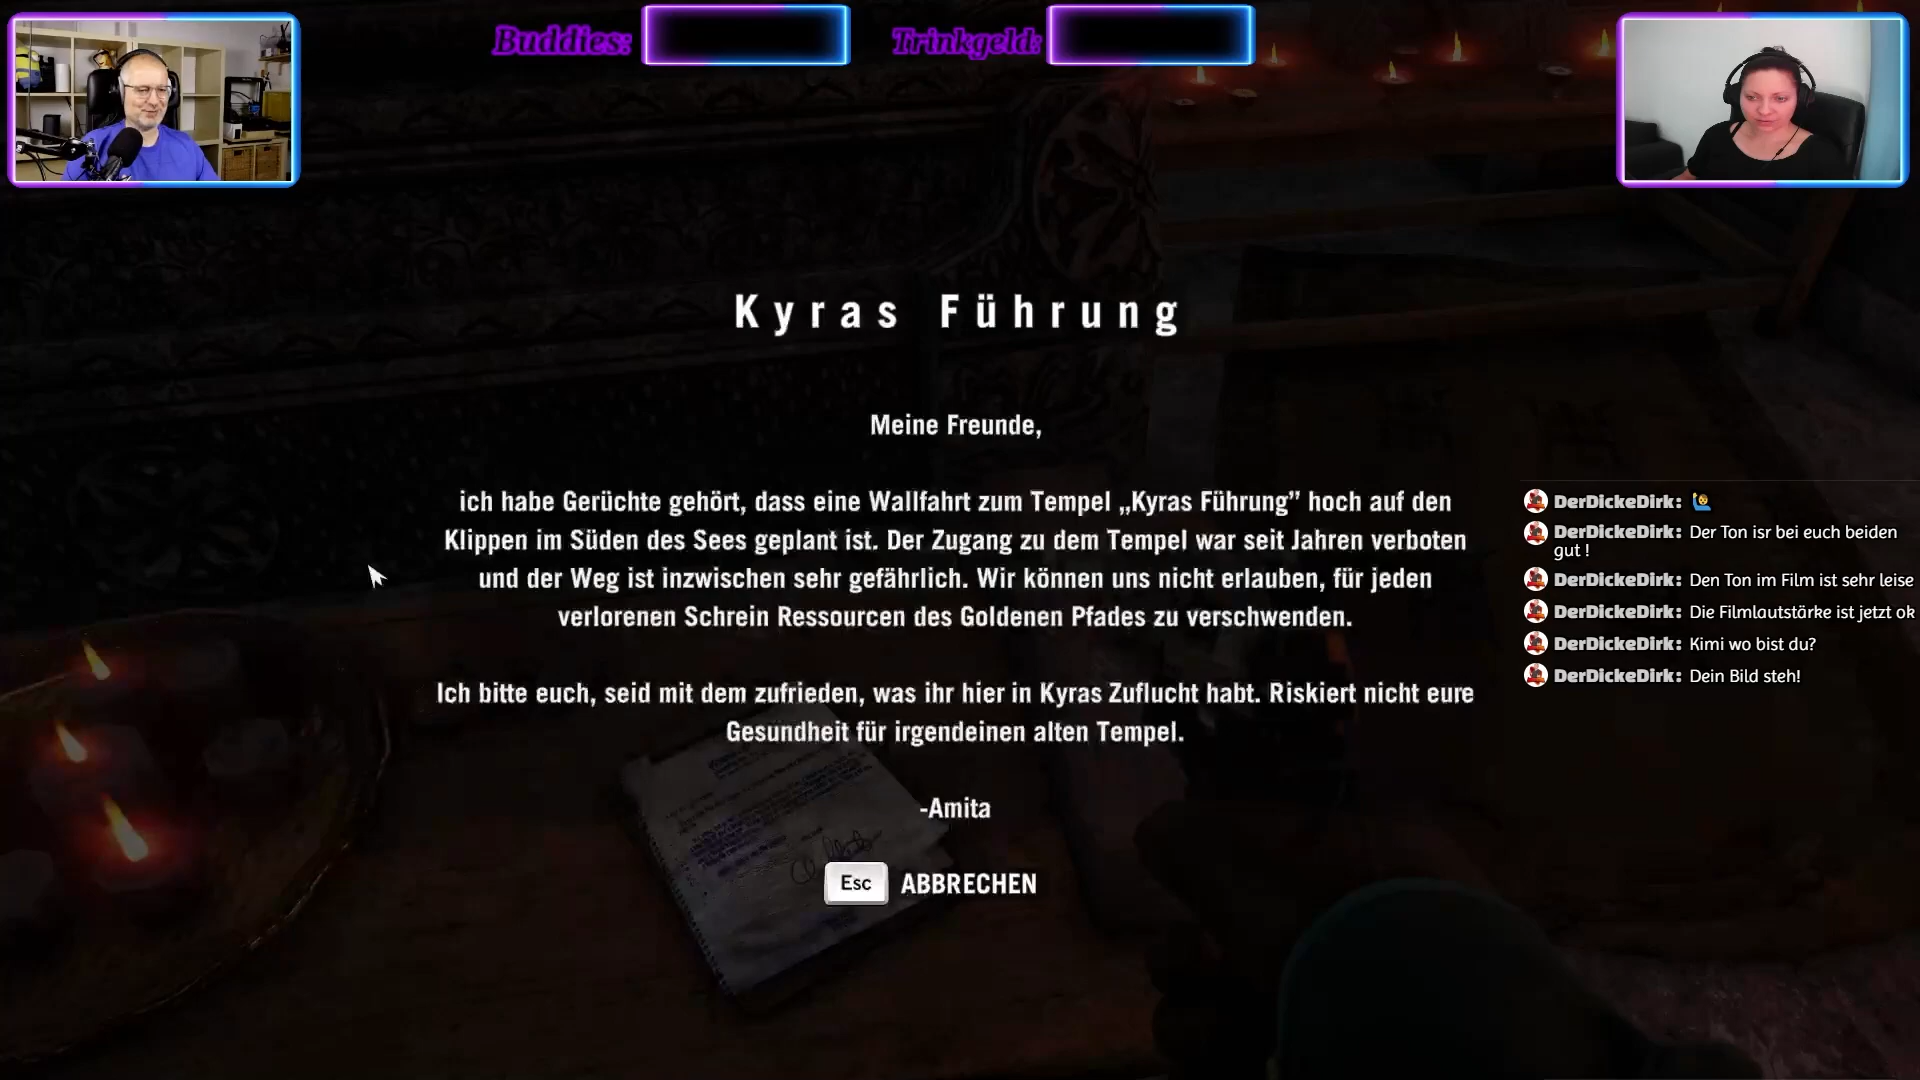 Buddies:
Trinkgeld:
Kyras Führung
Meine Freunde,
ich habe Gerüchte gehört, dass eine Wallfahrt zum Tempel „Kyras Führung” hoch auf den
Klippen im Süden des Sees geplant ist. Der Zugang zu dem Tempel war seit Jahren verboten
und der Weg ist inzwischen sehr gefährlich. Wir können uns nicht erlauben, für jeden
verlorenen Schrein Ressourcen des Goldenen Pfades zu verschwenden.
Ich bitte euch, seid mit dem zufrieden, was ihr hier in Kyras Zuflucht habt. Riskiert nicht eure
Gesundheit für irgendeinen alten Tempel.
-Amita
Esc ABBRECHEN
DerDickeDirk: 🙋‍♂️
DerDickeDirk: Der Ton isr bei euch beiden
gut !
DerDickeDirk: Den Ton im Film ist sehr leise
DerDickeDirk: Die Filmlautstärke ist jetzt ok
DerDickeDirk: Kimi wo bist du?
DerDickeDirk: Dein Bild steh!